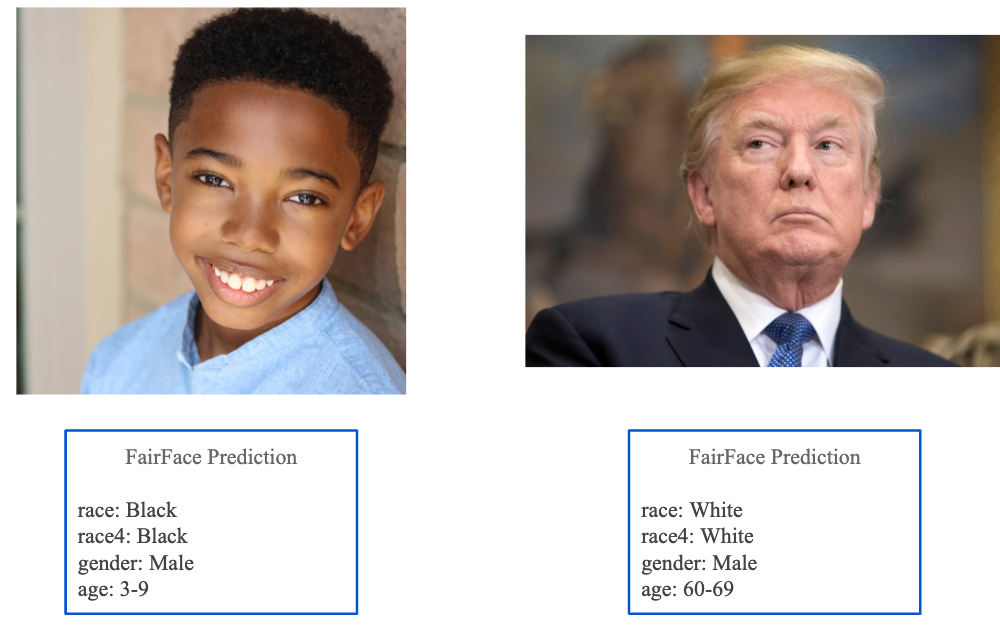 FairFace Prediction
race: Black
race4: Black
gender: Male
age: 3-9
FairFace Prediction
race: White
race4: White
gender: Male
age: 60-69